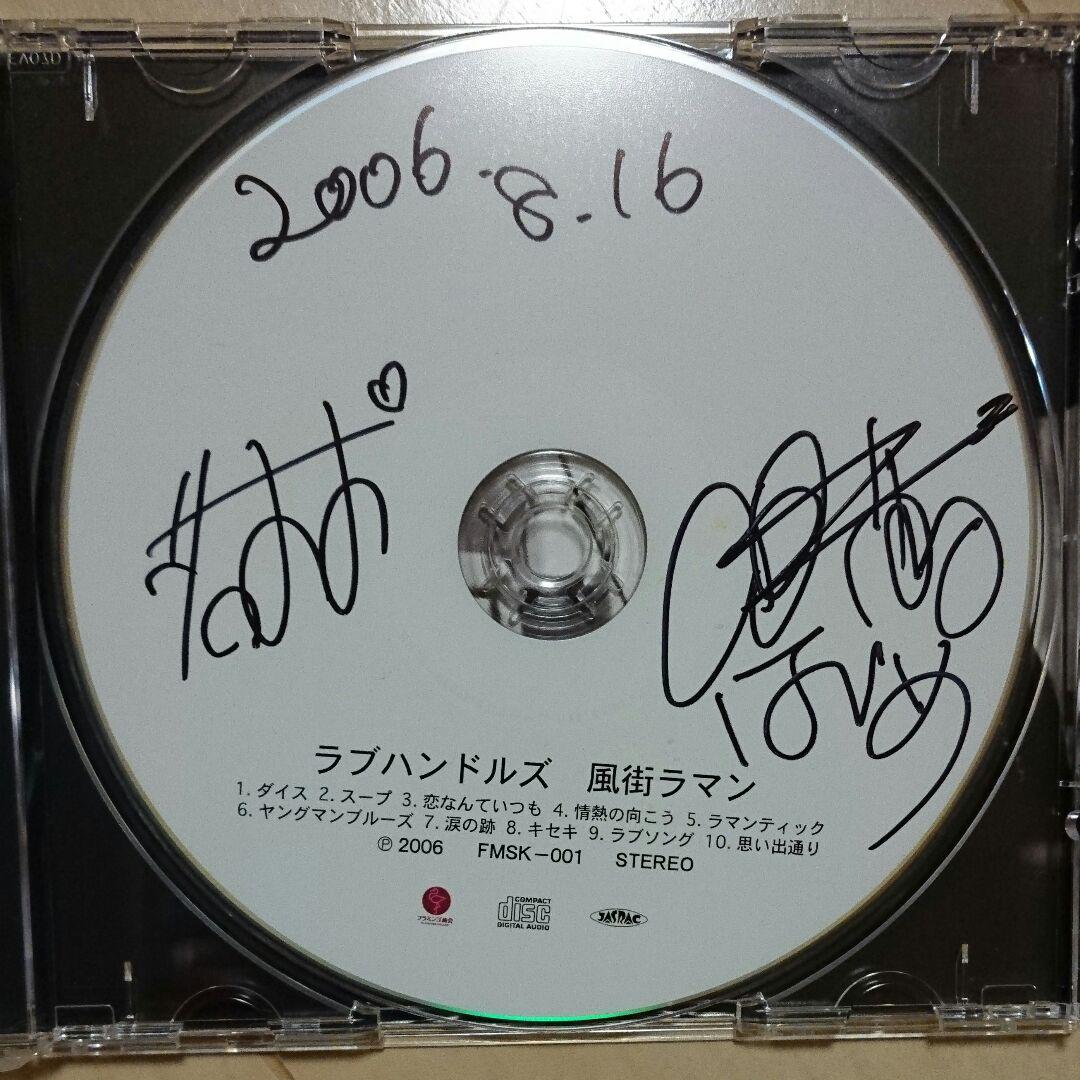 2006.8.16
はじめ
ラブハンドルズ 風街ラマン
1. ダイス 2. スープ 3. 恋なんていつも 4. 情熱の向こう 5. ラマンティック
6. ヤングマンブルーズ 7. 涙の跡 8. キセキ 9. ラブソング 10. 思い出通り
Ⓟ 2006 FMSK-001 STEREO
COMPACT
disc
DIGITAL AUDIO
JASRAC